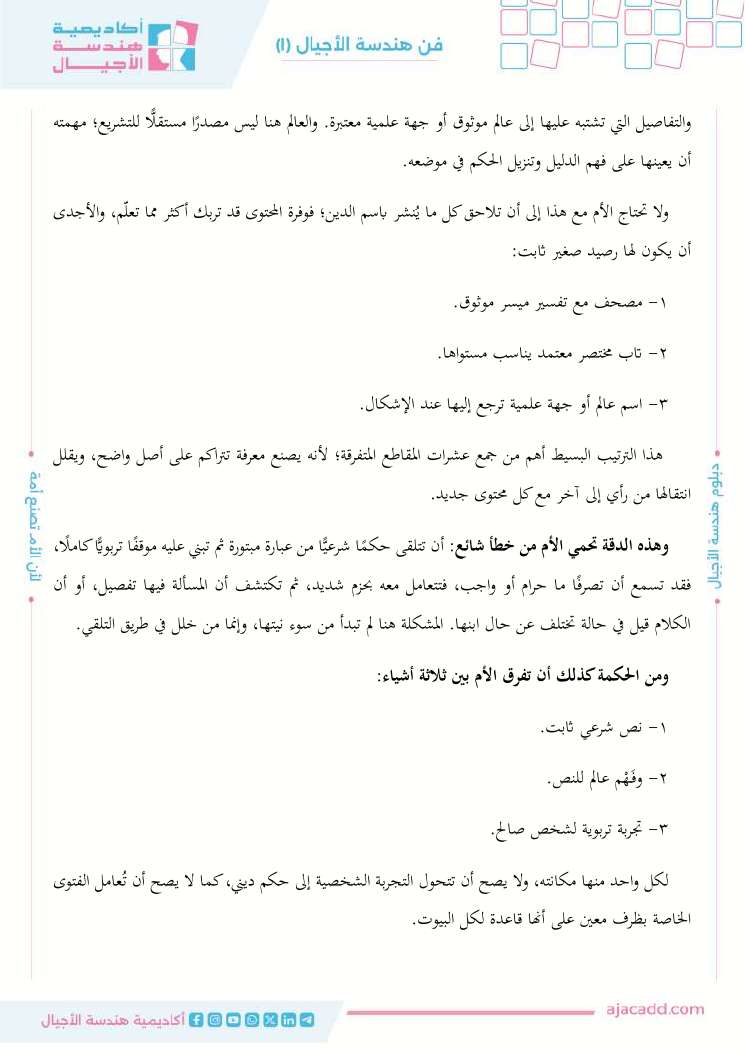 أكاديمية
هندسة
الأجيال
فن هندسة الأجيال (١)
والتفاصيل التي تشتبه عليها إلى عالم موثوق أو جهة علمية معتبرة. والعالم هنا ليس مصدرًا مستقلًّا للتشريع؛ مهمته
أن يعينها على فهم الدليل وتنزيل الحكم في موضعه.
ولا تحتاج الأم مع هذا إلى أن تلاحق كل ما يُنشر باسم الدين؛ فوفرة المحتوى قد تربك أكثر مما تعلّم، والأجدى
أن يكون لها رصيد صغير ثابت:
١- مصحف مع تفسير ميسر موثوق.
٢- تاب مختصر معتمد يناسب مستواها.
٣- اسم عالم أو جهة علمية ترجع إليها عند الإشكال.
هذا الترتيب البسيط أهم من جمع عشرات المقاطع المتفرقة؛ لأنه يصنع معرفة تتراكم على أصل واضح، ويقلل
انتقالها من رأي إلى آخر مع كل محتوى جديد.
وهذه الدقة تحمي الأم من خطأ شائع: أن تتلقى حكمًا شرعيًّا من عبارة مبتورة ثم تبني عليه موقفًا تربويًّا كاملًا،
فقد تسمع أن تصرفًا ما حرام أو واجب، فتتعامل معه بحزم شديد، ثم تكتشف أن المسألة فيها تفصيل، أو أن
الكلام قيل في حالة تختلف عن حال ابنها. المشكلة هنا لم تبدأ من سوء نيتها، وإنما من خلل في طريق التلقي.
ومن الحكمة كذلك أن تفرق الأم بين ثلاثة أشياء:
١- نص شرعي ثابت.
٢- وفَهْم عالم للنص.
٣- تجربة تربوية لشخص صالح.
لكل واحد منها مكانته، ولا يصح أن تتحول التجربة الشخصية إلى حكم ديني، كما لا يصح أن تُعامل الفتوى
الخاصة بظرف معين على أنها قاعدة لكل البيوت.
دبلوم هندسة الأجيال
لأن الأم تصنع أمة
أكاديمية هندسة الأجيال
ajacadd.com